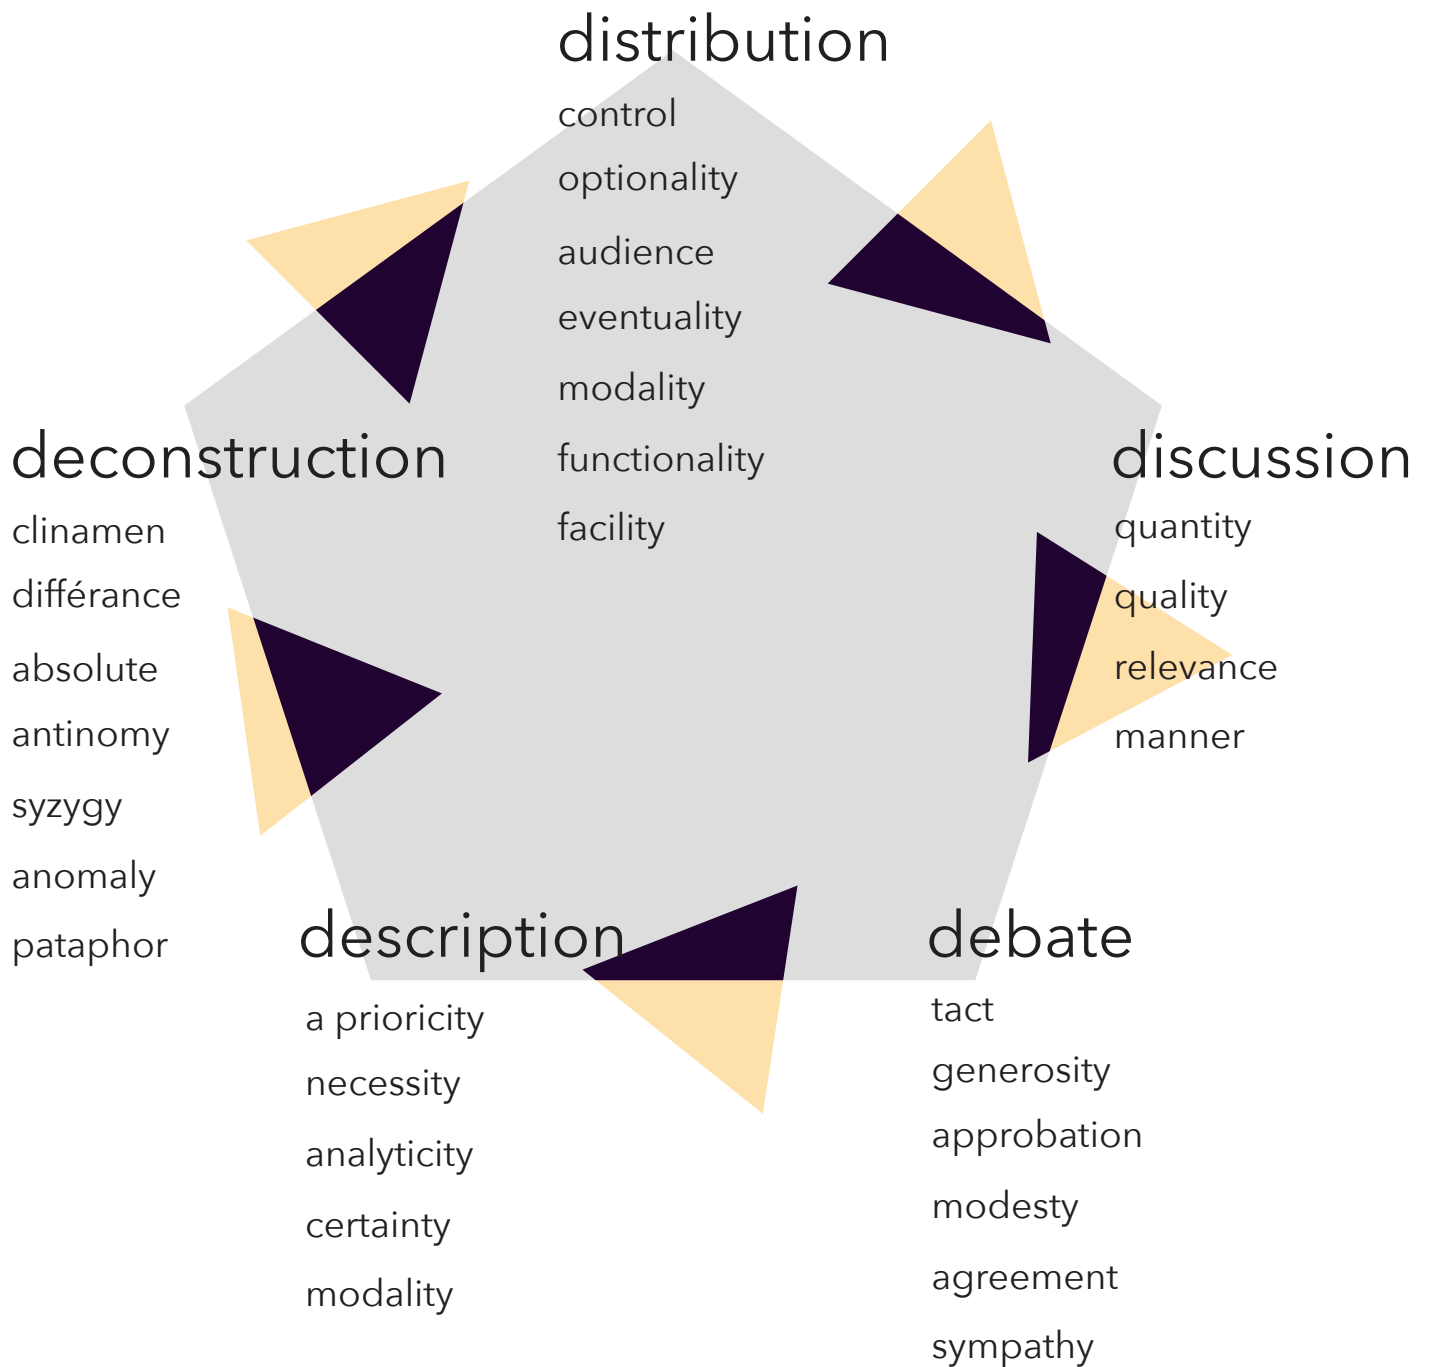 distribution
control
optionality
audience
eventuality
modality
functionality
facility
deconstruction
clinamen
différance
absolute
antinomy
syzygy
anomaly
pataphor
discussion
quantity
quality
relevance
manner
description
a prioricity
necessity
analyticity
certainty
modality
debate
tact
generosity
approbation
modesty
agreement
sympathy